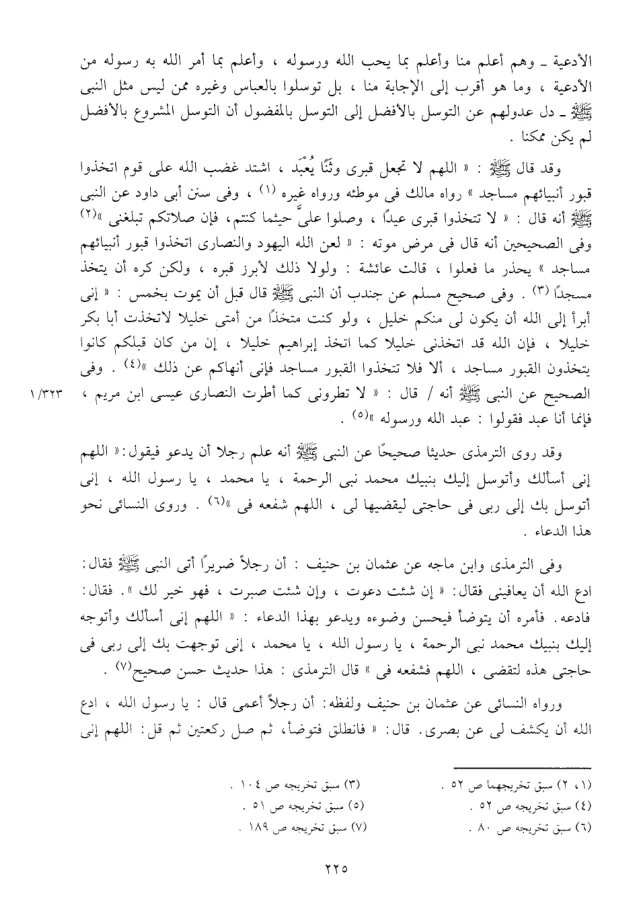 الأدعية ـ وهم أعلم منا وأعلم بما يحب الله ورسوله ، وأعلم بما أمر الله به رسوله من
الأدعية ، وما هو أقرب إلى الإجابة منا ، بل توسلوا بالعباس وغيره ممن ليس مثل النبى
ﷺ ـ دل عدولهم عن التوسل بالأفضل إلى التوسل بالمفضول أن التوسل المشروع بالأفضل
لم يكن ممكنا .
وقد قال ﷺ : « اللهم لا تجعل قبرى وثنًا يُعْبَد ، اشتد غضب الله على قوم اتخذوا
قبور أنبيائهم مساجد » رواه مالك فى موطئه ورواه غيره (١) ، وفى سنن أبى داود عن النبى
ﷺ أنه قال : « لا تتخذوا قبرى عيدًا ، وصلوا علىَّ حيثما كنتم، فإن صلاتكم تبلغنى »(٢)
وفى الصحيحين أنه قال فى مرض موته : « لعن الله اليهود والنصارى اتخذوا قبور أنبيائهم
مساجد » يحذر ما فعلوا ، قالت عائشة : ولولا ذلك لأبرز قبره ، ولكن كره أن يتخذ
مسجدًا (٣) . وفى صحيح مسلم عن جندب أن النبى ﷺ قال قبل أن يموت بخمس : « إنى
أبرأ إلى الله أن يكون لى منكم خليل ، ولو كنت متخذًا من أمتى خليلا لاتخذت أبا بكر
خليلا ، فإن الله قد اتخذنى خليلا كما اتخذ إبراهيم خليلا ، إن من كان قبلكم كانوا
يتخذون القبور مساجد ، ألا فلا تتخذوا القبور مساجد فإنى أنهاكم عن ذلك »(٤) . وفى
الصحيح عن النبى ﷺ أنه / قال : « لا تطرونى كما أطرت النصارى عيسى ابن مريم ، ١/٣٢٣
فإنما أنا عبد فقولوا : عبد الله ورسوله »(٥) .
وقد روى الترمذى حديثا صحيحًا عن النبى ﷺ أنه علم رجلا أن يدعو فيقول:« اللهم
إنى أسألك وأتوسل إليك بنبيك محمد نبى الرحمة ، يا محمد ، يا رسول الله ، إنى
أتوسل بك إلى ربى فى حاجتى ليقضيها لى ، اللهم شفعه فى »(٦) . وروى النسائى نحو
هذا الدعاء .
وفى الترمذى وابن ماجه عن عثمان بن حنيف : أن رجلاً ضريرًا أتى النبى ﷺ فقال:
ادع الله أن يعافينى فقال: « إن شئت دعوت ، وإن شئت صبرت ، فهو خير لك ». فقال:
فادعه. فأمره أن يتوضأ فيحسن وضوءه ويدعو بهذا الدعاء : « اللهم إنى أسألك وأتوجه
إليك بنبيك محمد نبى الرحمة ، يا رسول الله ، يا محمد ، إنى توجهت بك إلى ربى فى
حاجتى هذه لتقضى ، اللهم فشفعه فى » قال الترمذى : هذا حديث حسن صحيح(٧) .
ورواه النسائى عن عثمان بن حنيف ولفظه: أن رجلاً أعمى قال : يا رسول الله ، ادع
الله أن يكشف لى عن بصرى. قال: « فانطلق فتوضأ، ثم صل ركعتين ثم قل: اللهم إنى
(١، ٢) سبق تخريجهما ص ٥٢ . (٣) سبق تخريجه ص ١٠٤ .
(٤) سبق تخريجه ص ٥٢ . (٥) سبق تخريجه ص ٥١ .
(٦) سبق تخريجه ص ٨٠ . (٧) سبق تخريجه ص ١٨٩ .
٢٢٥